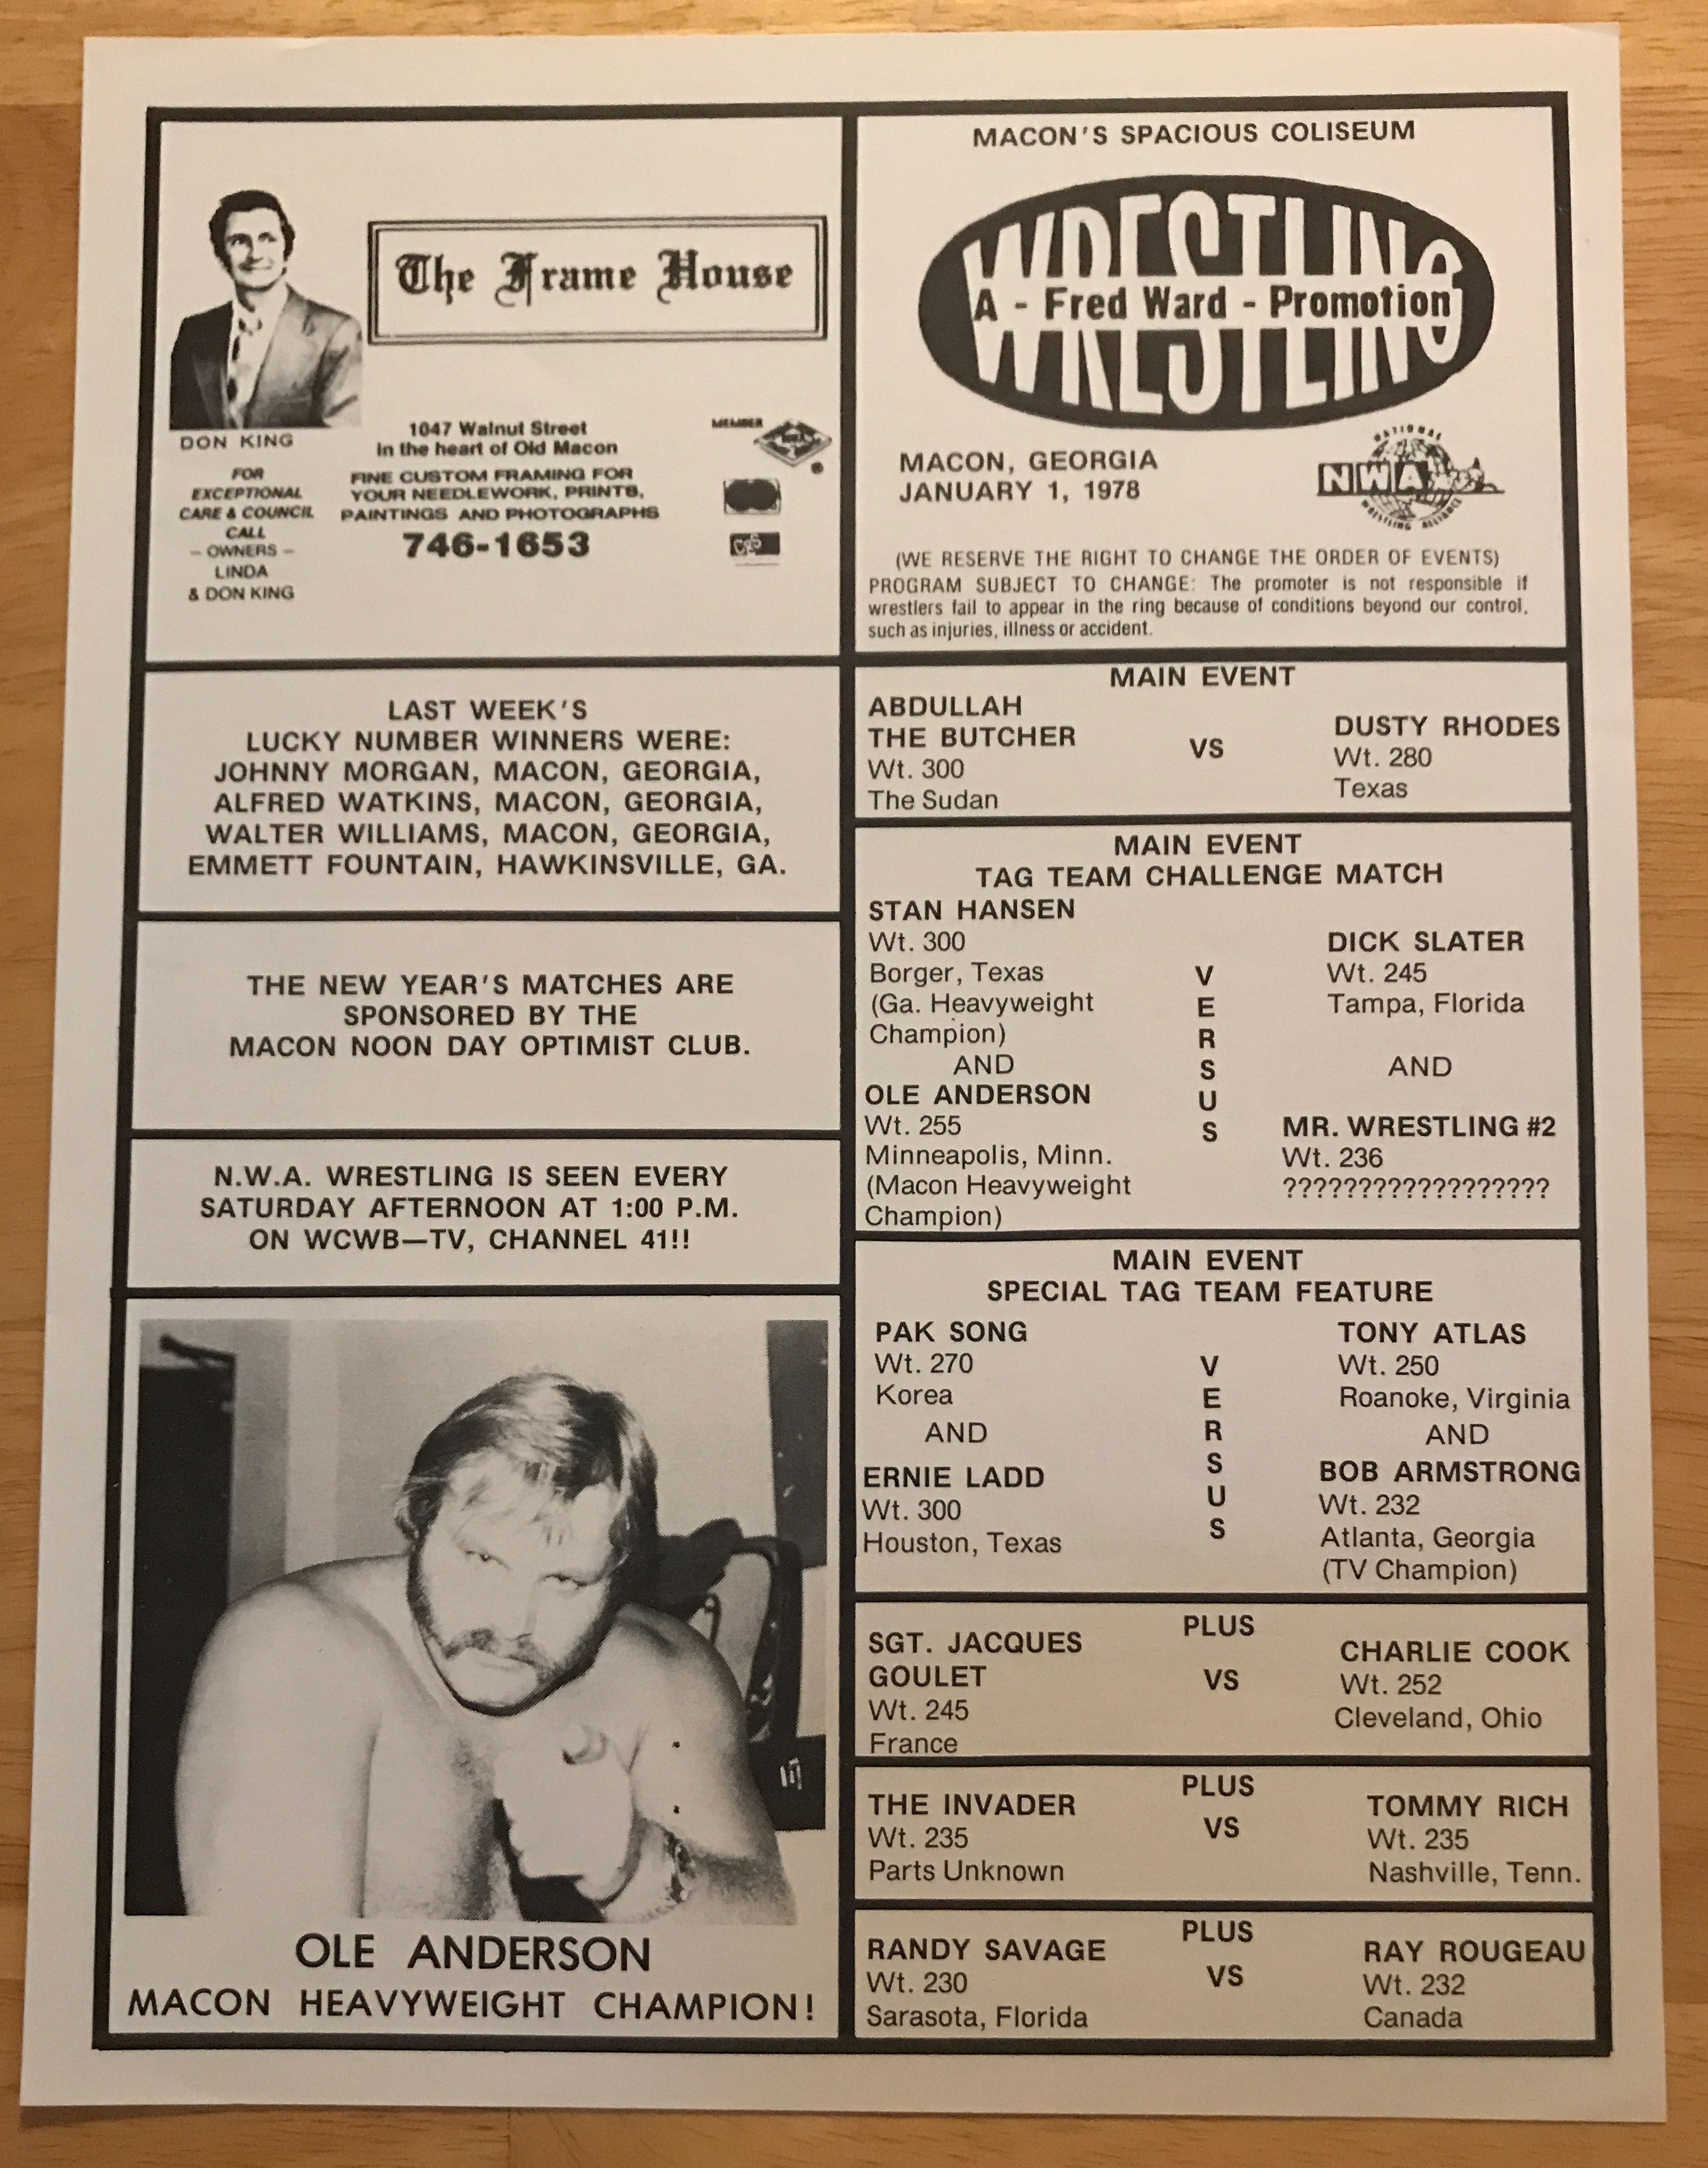 The Frame House
DON KING
FOR
EXCEPTIONAL
CARE & COUNCIL
CALL
– OWNERS –
LINDA
& DON KING
1047 Walnut Street
in the heart of Old Macon
FINE CUSTOM FRAMING FOR
YOUR NEEDLEWORK, PRINTS,
PAINTINGS AND PHOTOGRAPHS
746-1653
MEMBER
LAST WEEK'S
LUCKY NUMBER WINNERS WERE:
JOHNNY MORGAN, MACON, GEORGIA,
ALFRED WATKINS, MACON, GEORGIA,
WALTER WILLIAMS, MACON, GEORGIA,
EMMETT FOUNTAIN, HAWKINSVILLE, GA.
THE NEW YEAR'S MATCHES ARE
SPONSORED BY THE
MACON NOON DAY OPTIMIST CLUB.
N.W.A. WRESTLING IS SEEN EVERY
SATURDAY AFTERNOON AT 1:00 P.M.
ON WCWB—TV, CHANNEL 41!!
OLE ANDERSON
MACON HEAVYWEIGHT CHAMPION!
MACON'S SPACIOUS COLISEUM
WRESTLING
A - Fred Ward - Promotion
MACON, GEORGIA
JANUARY 1, 1978
NATIONAL
NWA
WRESTLING ALLIANCE
(WE RESERVE THE RIGHT TO CHANGE THE ORDER OF EVENTS)
PROGRAM SUBJECT TO CHANGE: The promoter is not responsible if
wrestlers fail to appear in the ring because of conditions beyond our control,
such as injuries, illness or accident.
MAIN EVENT
ABDULLAH
THE BUTCHER
Wt. 300
The Sudan
VS
DUSTY RHODES
Wt. 280
Texas
MAIN EVENT
TAG TEAM CHALLENGE MATCH
STAN HANSEN
Wt. 300
Borger, Texas
(Ga. Heavyweight
Champion)
AND
OLE ANDERSON
Wt. 255
Minneapolis, Minn.
(Macon Heavyweight
Champion)
VERSUS
DICK SLATER
Wt. 245
Tampa, Florida
AND
MR. WRESTLING #2
Wt. 236
??????????????????
MAIN EVENT
SPECIAL TAG TEAM FEATURE
PAK SONG
Wt. 270
Korea
AND
ERNIE LADD
Wt. 300
Houston, Texas
VERSUS
TONY ATLAS
Wt. 250
Roanoke, Virginia
AND
BOB ARMSTRONG
Wt. 232
Atlanta, Georgia
(TV Champion)
PLUS
SGT. JACQUES
GOULET
Wt. 245
France
VS
CHARLIE COOK
Wt. 252
Cleveland, Ohio
PLUS
THE INVADER
Wt. 235
Parts Unknown
VS
TOMMY RICH
Wt. 235
Nashville, Tenn.
PLUS
RANDY SAVAGE
Wt. 230
Sarasota, Florida
VS
RAY ROUGEAU
Wt. 232
Canada